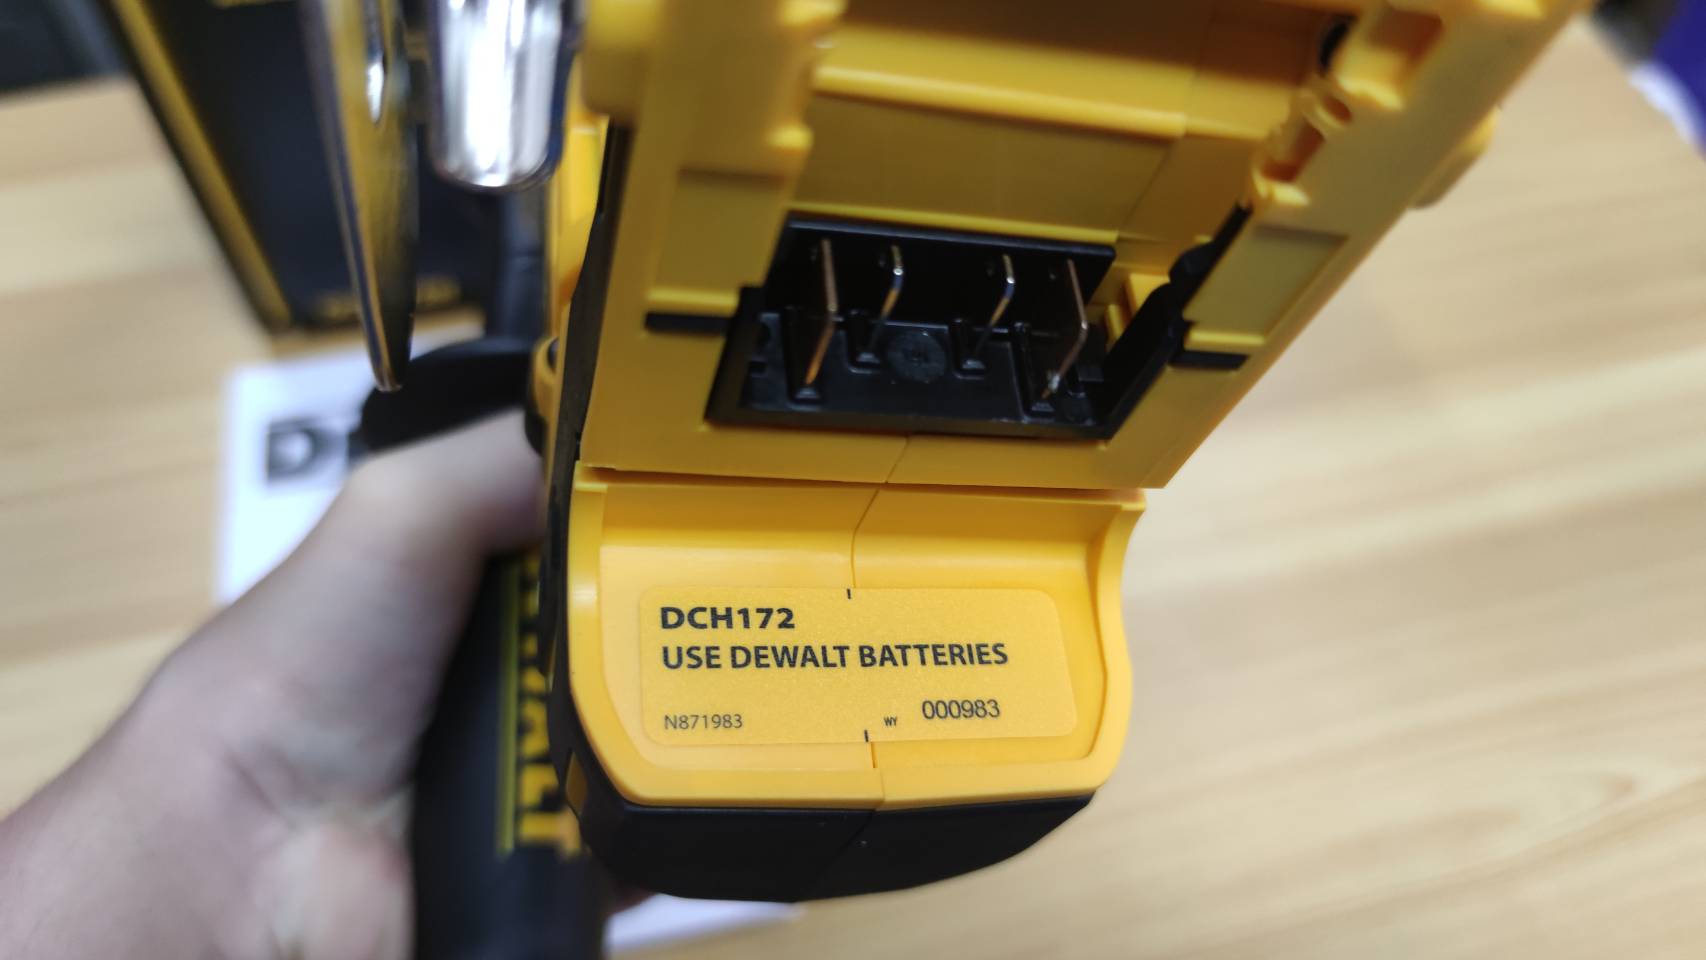 DCH172
USE DEWALT BATTERIES
N871983 WY 000983